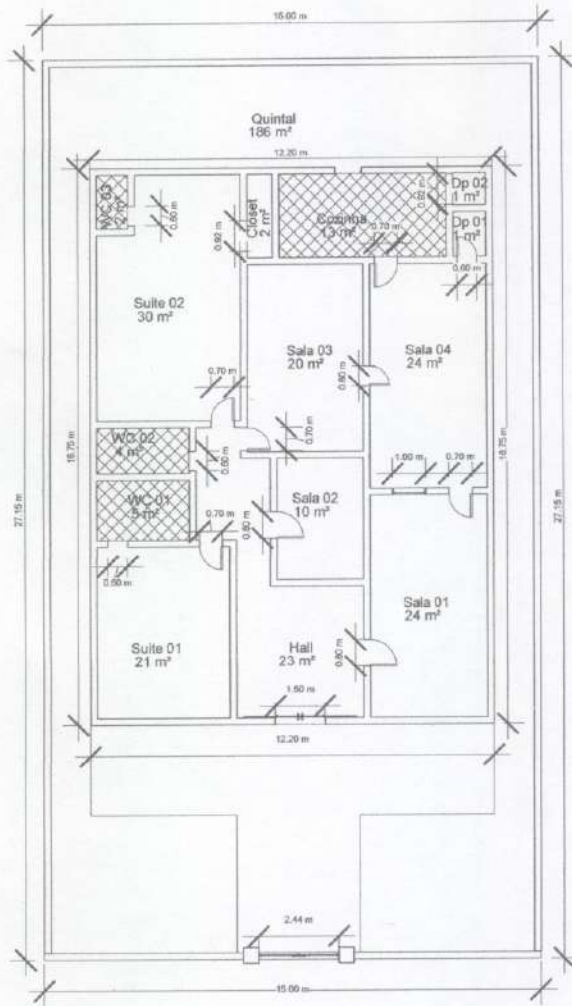 15.00 m
Quintal
186 m²
12.20 m
WC 03
2 m²
0.60 m
0.92 m
Closet
2 m²
Cozinha
13 m²
0.70 m
0.82 m
Dp 02
1 m²
Dp 01
1 m²
0.60 m
Suite 02
30 m²
Sala 03
20 m²
0.80 m
Sala 04
24 m²
0.70 m
0.70 m
WC 02
4 m²
0.60 m
1.00 m
0.70 m
16.75 m
16.75 m
27.15 m
27.15 m
WC 01
5 m²
0.70 m
0.80 m
Sala 02
10 m²
0.60 m
Suite 01
21 m²
Hall
23 m²
0.80 m
Sala 01
24 m²
1.50 m
12.20 m
2.44 m
15.00 m